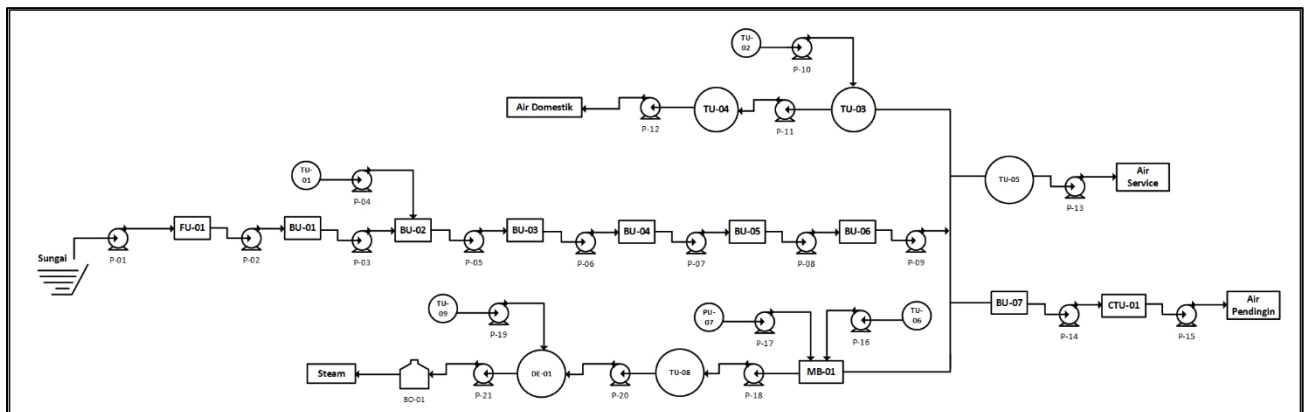 TU-
02
P-10
Air Domestik
P-12
TU-04
P-11
TU-03
TU-
01
P-04
TU-05
P-13
Air
Service
Sungai
P-01
FU-01
P-02
BU-01
P-03
BU-02
P-05
BU-03
P-06
BU-04
P-07
BU-05
P-08
BU-06
P-09
TU-
09
P-19
PU-
07
P-17
P-16
TU-
06
BU-07
P-14
CTU-01
P-15
Air
Pendingin
Steam
BO-01
P-21
DE-01
P-20
TU-08
P-18
MB-01